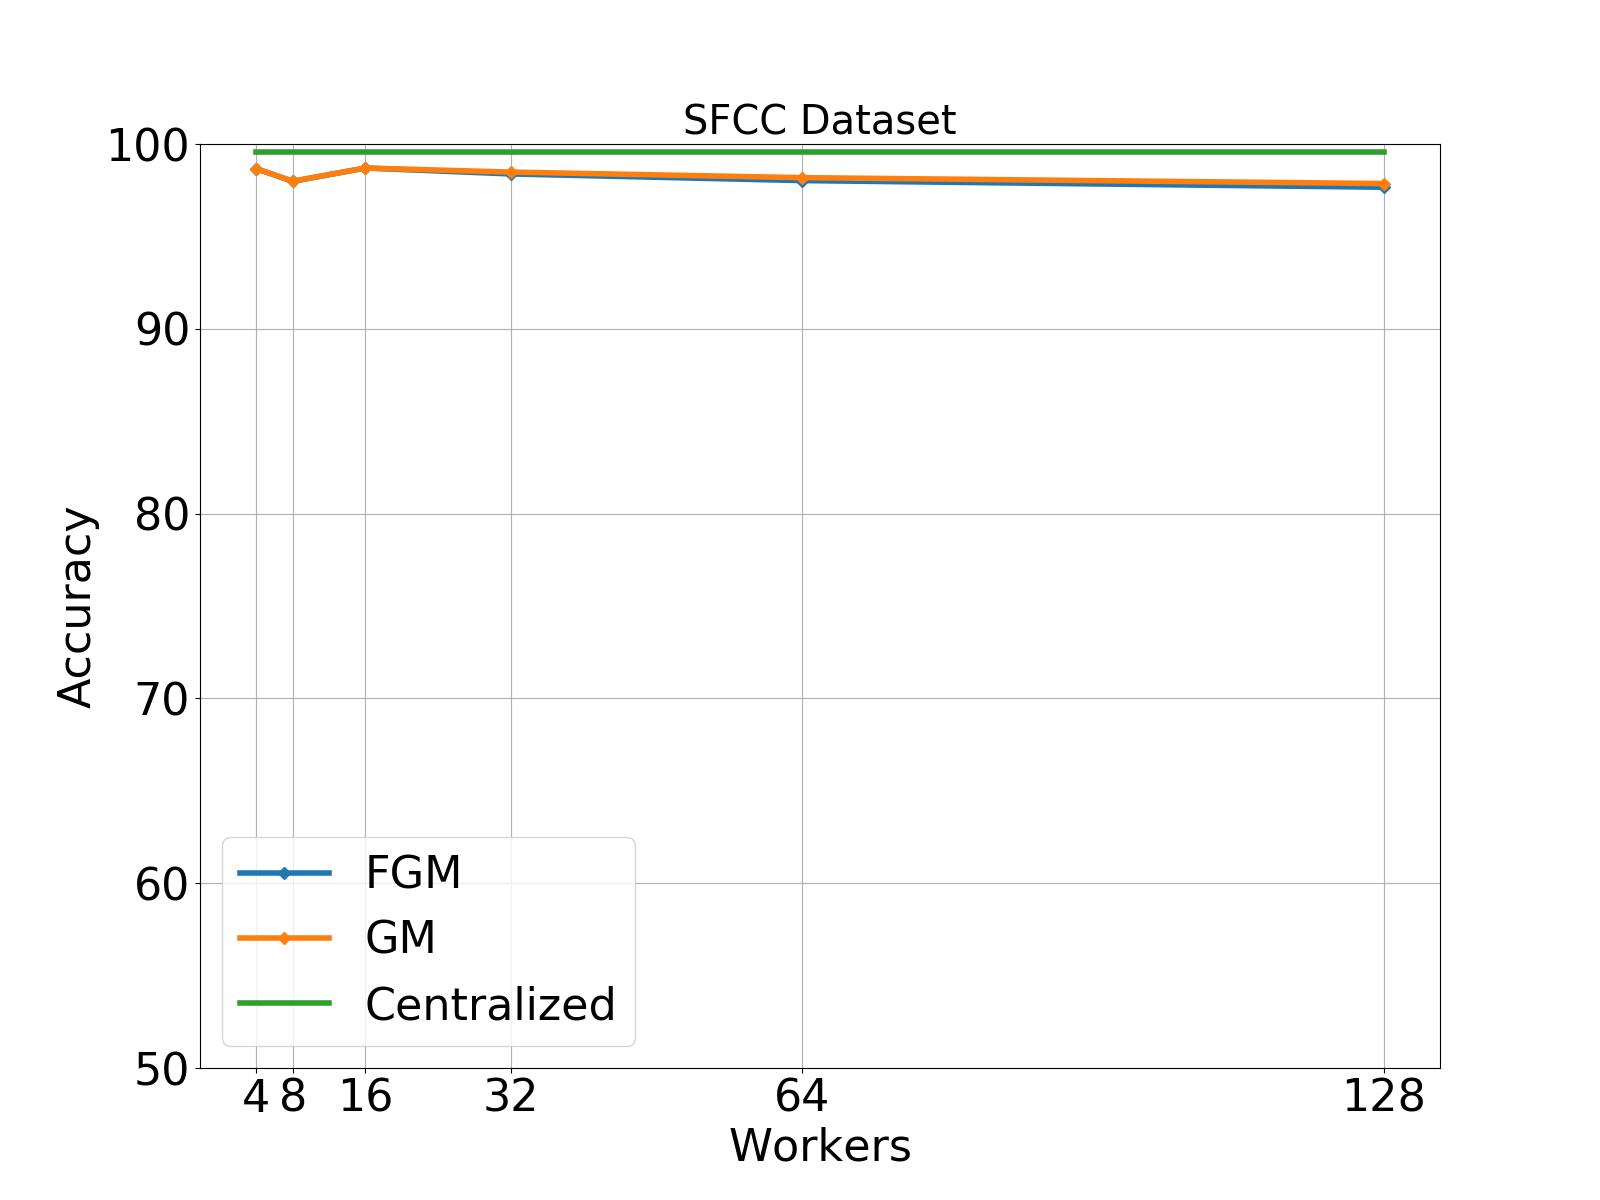 SFCC Dataset
100
90
80
70
60
50
Accuracy
FGM
GM
Centralized
4 8 16 32 64 128
Workers